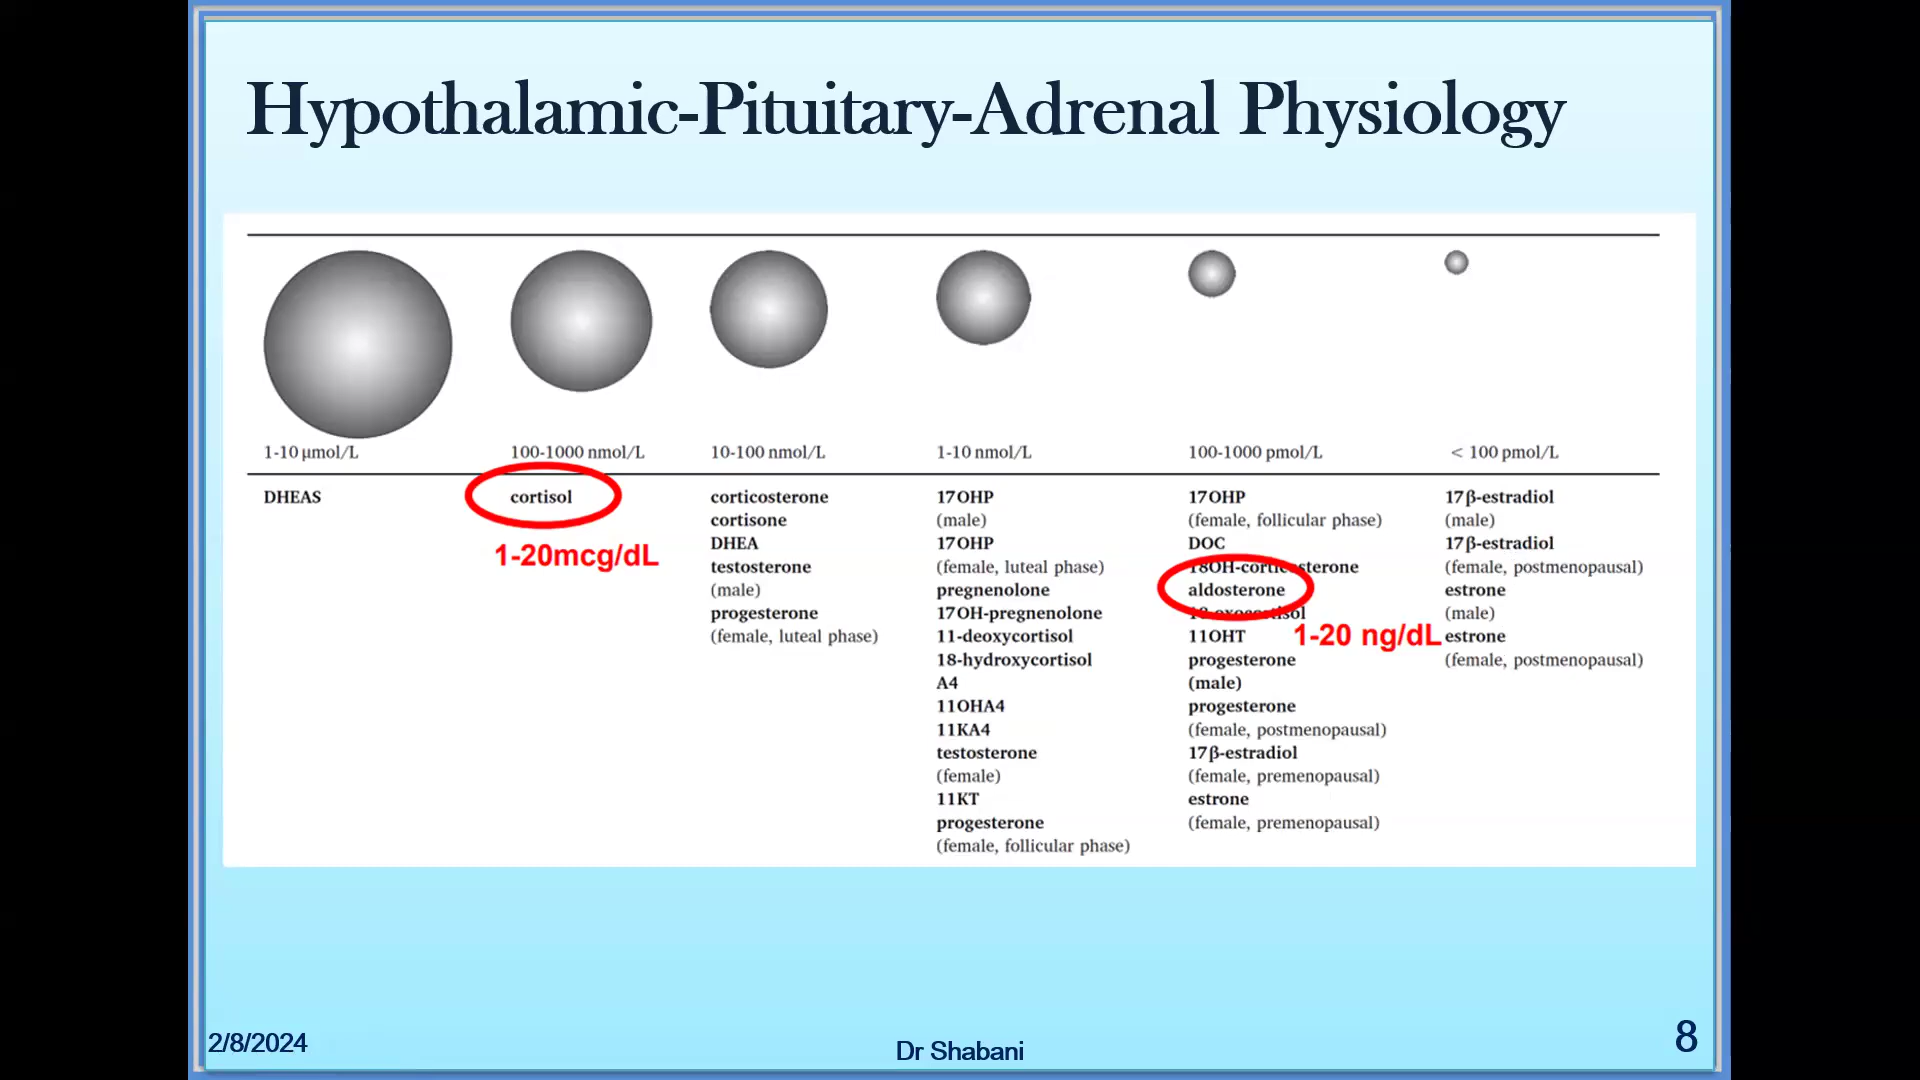 Hypothalamic-Pituitary-Adrenal Physiology
1-10 μmol/L
100-1000 nmol/L
10-100 nmol/L
1-10 nmol/L
100-1000 pmol/L
< 100 pmol/L
DHEAS
cortisol
1-20mcg/dL
corticosterone
cortisone
DHEA
testosterone
(male)
progesterone
(female, luteal phase)
17OHP
(male)
17OHP
(female, luteal phase)
pregnenolone
17OH-pregnenolone
11-deoxycortisol
18-hydroxycortisol
A4
11OHA4
11KA4
testosterone
(female)
11KT
progesterone
(female, follicular phase)
17OHP
(female, follicular phase)
DOC
18OH-corticosterone
aldosterone
18-oxocortisol
1-20 ng/dL
11OHT
progesterone
(male)
progesterone
(female, postmenopausal)
17β-estradiol
(female, premenopausal)
estrone
(female, premenopausal)
17β-estradiol
(male)
17β-estradiol
(female, postmenopausal)
estrone
(male)
estrone
(female, postmenopausal)
2/8/2024
Dr Shabani
8